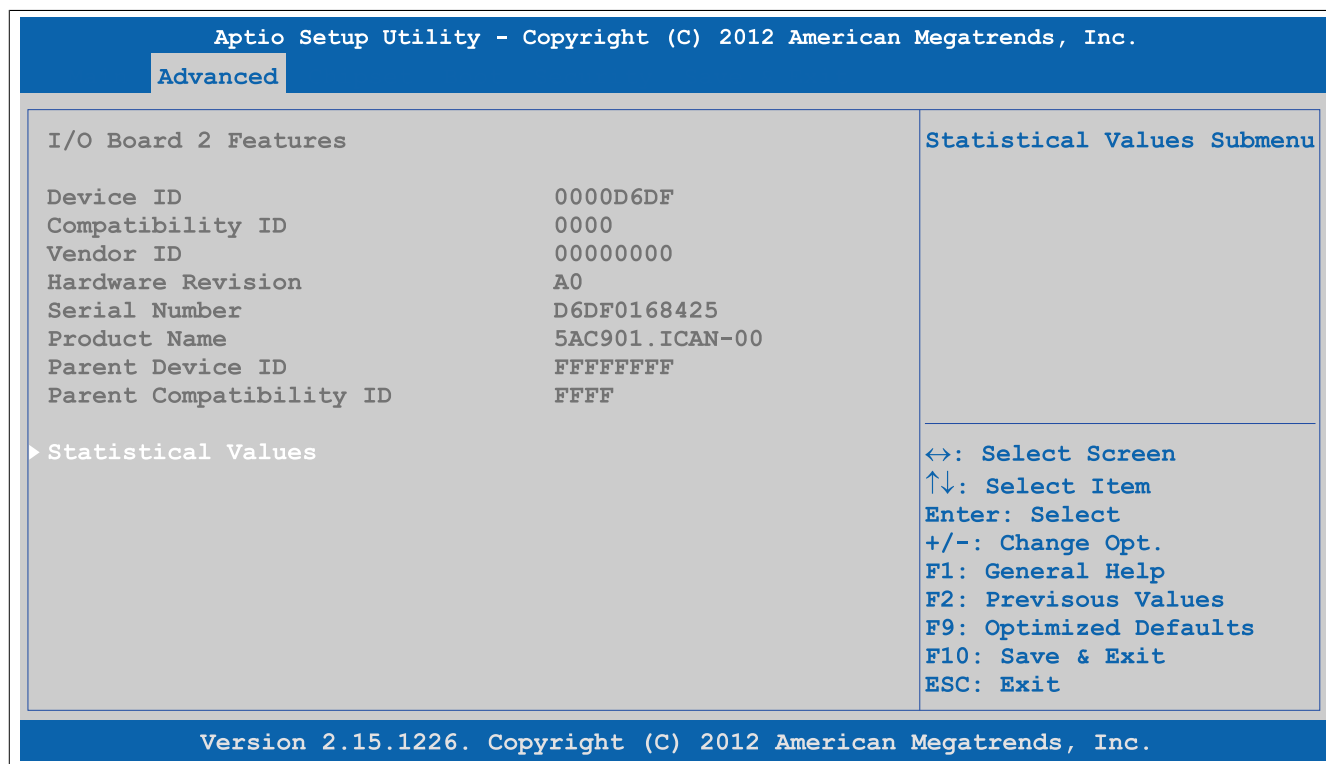 Aptio Setup Utility - Copyright (C) 2012 American Megatrends, Inc.
Advanced
I/O Board 2 Features
Device ID 0000D6DF
Compatibility ID 0000
Vendor ID 00000000
Hardware Revision A0
Serial Number D6DF0168425
Product Name 5AC901.ICAN-00
Parent Device ID FFFFFFFF
Parent Compatibility ID FFFF
Statistical Values
Statistical Values Submenu
↔: Select Screen
↑↓: Select Item
Enter: Select
+/-: Change Opt.
F1: General Help
F2: Previsous Values
F9: Optimized Defaults
F10: Save & Exit
ESC: Exit
Version 2.15.1226. Copyright (C) 2012 American Megatrends, Inc.